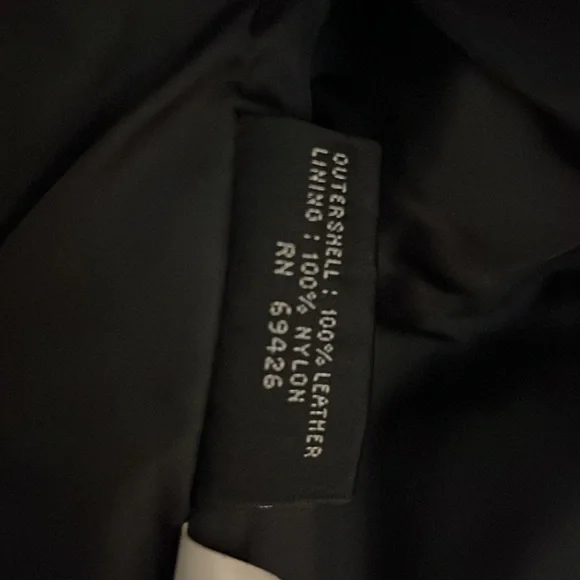 OUTERSHELL : 100% LEATHER
LINING : 100% NYLON
RN 69426